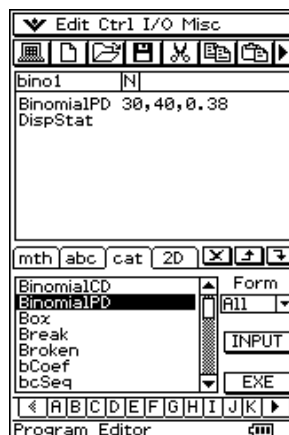 Edit Ctrl I/O Misc
bino1 N
BinomialPD 30,40,0.38
DispStat
mth abc cat 2D
BinomialCD
BinomialPD
Box
Break
Broken
bCoef
bcSeq
Form
All
INPUT
EXE
A B C D E F G H I J K
Program Editor